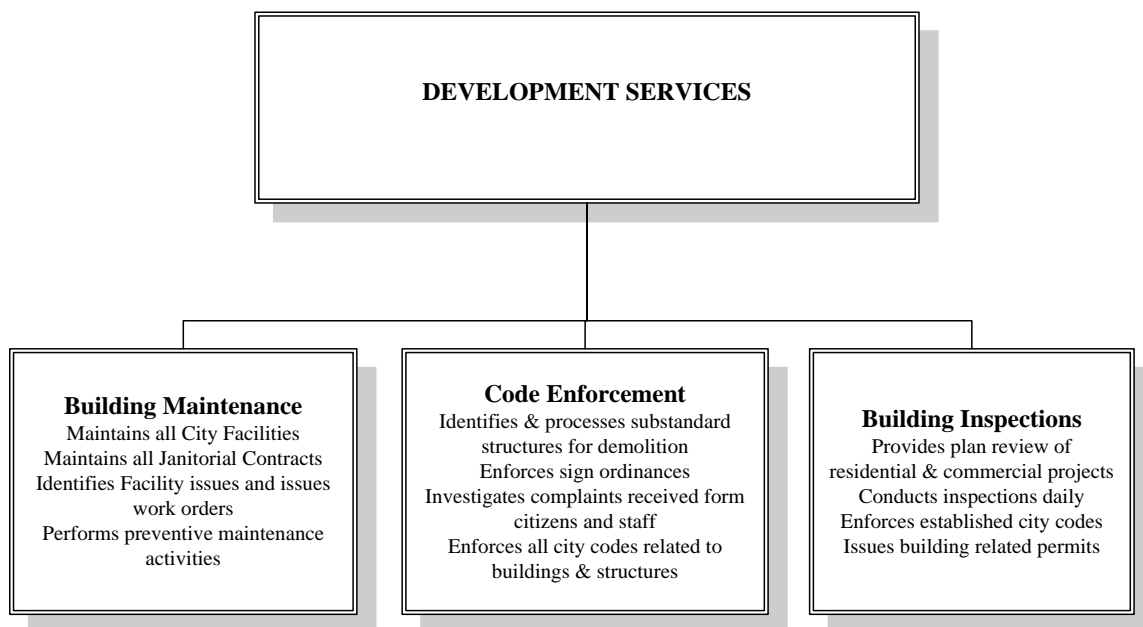 DEVELOPMENT SERVICES
Building Maintenance
Maintains all City Facilities
Maintains all Janitorial Contracts
Identifies Facility issues and issues
work orders
Performs preventive maintenance
activities
Code Enforcement
Identifies & processes substandard
structures for demolition
Enforces sign ordinances
Investigates complaints received form
citizens and staff
Enforces all city codes related to
buildings & structures
Building Inspections
Provides plan review of
residential & commercial projects
Conducts inspections daily
Enforces established city codes
Issues building related permits